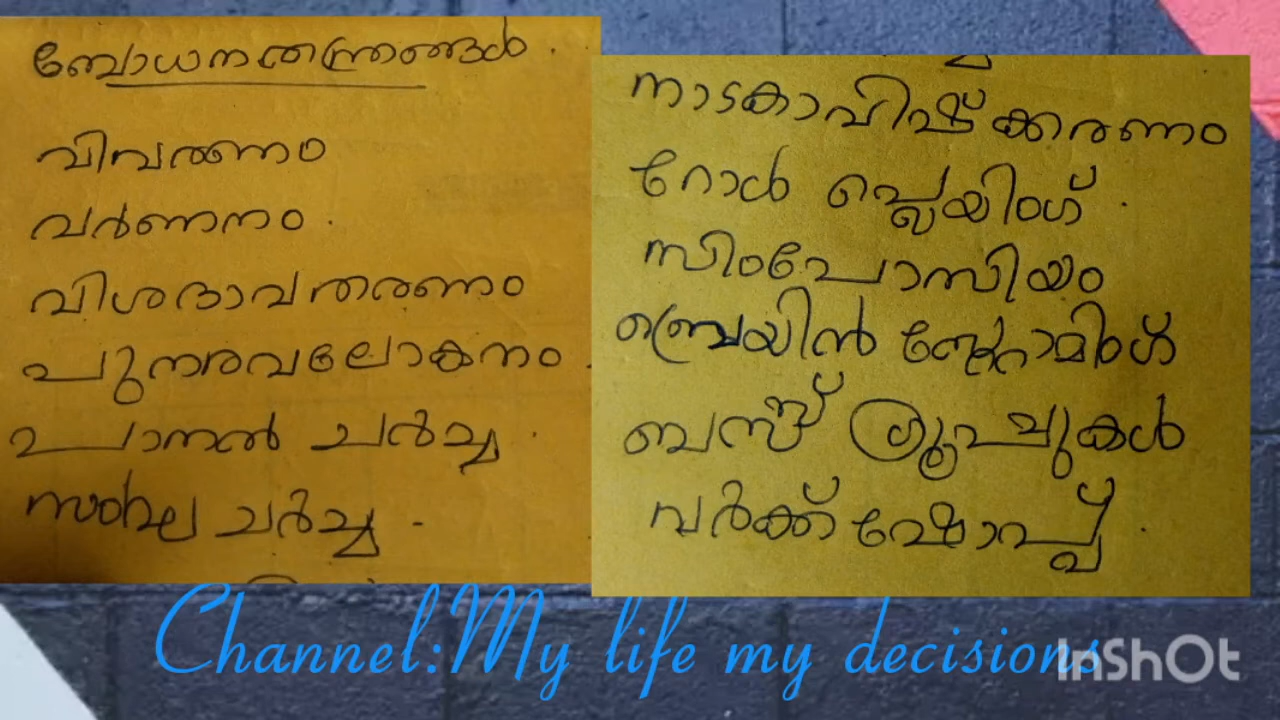 ബോധനതന്ത്രങ്ങൾ.
വിവരണം
വർണനം.
വിശദാവതരണം
പുനരവലോകനം.
പാനൽ ചർച്ച.
സംഘ ചർച്ച -
നാടകാവിഷ്ക്കരണം
റോൾ പ്ലെയിംഗ്.
സിംപോസിയം
ബ്രെയിൻ സ്റ്റോമിംഗ്
ബസ്സ് ഗ്രൂപ്പുകൾ
വർക്ക് ഷോപ്പ്.
Channel:My life my decisions
InShOt